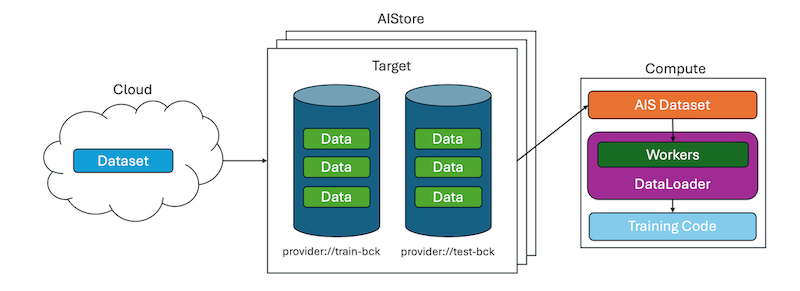 AIStore
Cloud
Dataset
Target
Data
Data
Data
provider://train-bck
Data
Data
Data
provider://test-bck
Compute
AIS Dataset
Workers
DataLoader
Training Code